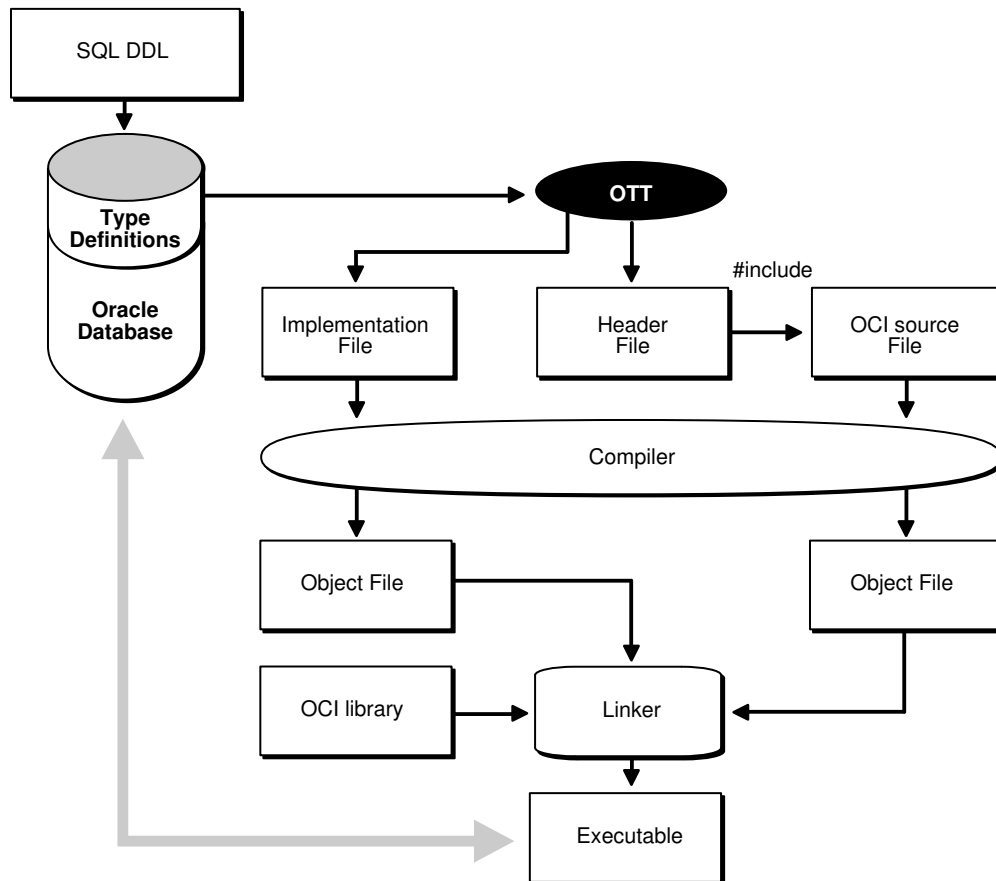 SQL DDL
OTT
Type
Definitions
Oracle
Database
#include
Implementation
File
Header
File
OCI source
File
Compiler
Object File
Object File
OCI library
Linker
Executable